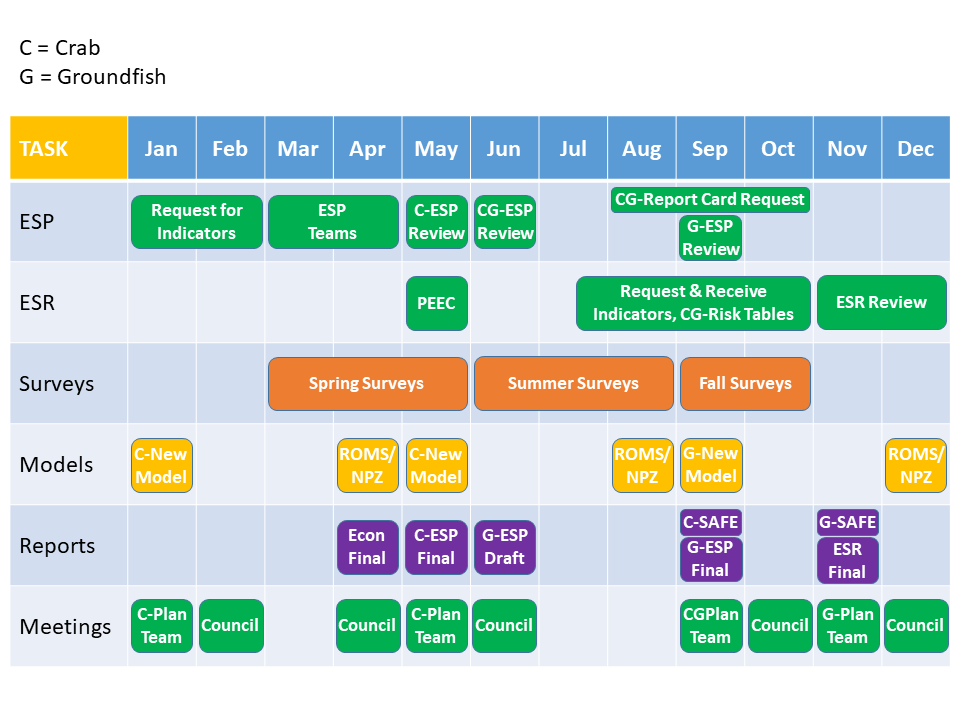 C = Crab
G = Groundfish
TASK Jan Feb Mar Apr May Jun Jul Aug Sep Oct Nov Dec
ESP
Request for
Indicators
ESP
Teams
C-ESP
Review
CG-ESP
Review
CG-Report Card Request
G-ESP
Review
ESR
PEEC
Request & Receive
Indicators, CG-Risk Tables
ESR Review
Surveys
Spring Surveys
Summer Surveys
Fall Surveys
Models
C-New
Model
ROMS/
NPZ
C-New
Model
ROMS/
NPZ
G-New
Model
ROMS/
NPZ
Reports
Econ
Final
C-ESP
Final
G-ESP
Draft
C-SAFE
G-ESP
Final
G-SAFE
ESR
Final
Meetings
C-Plan
Team
Council
Council
C-Plan
Team
Council
CGPlan
Team
Council
G-Plan
Team
Council